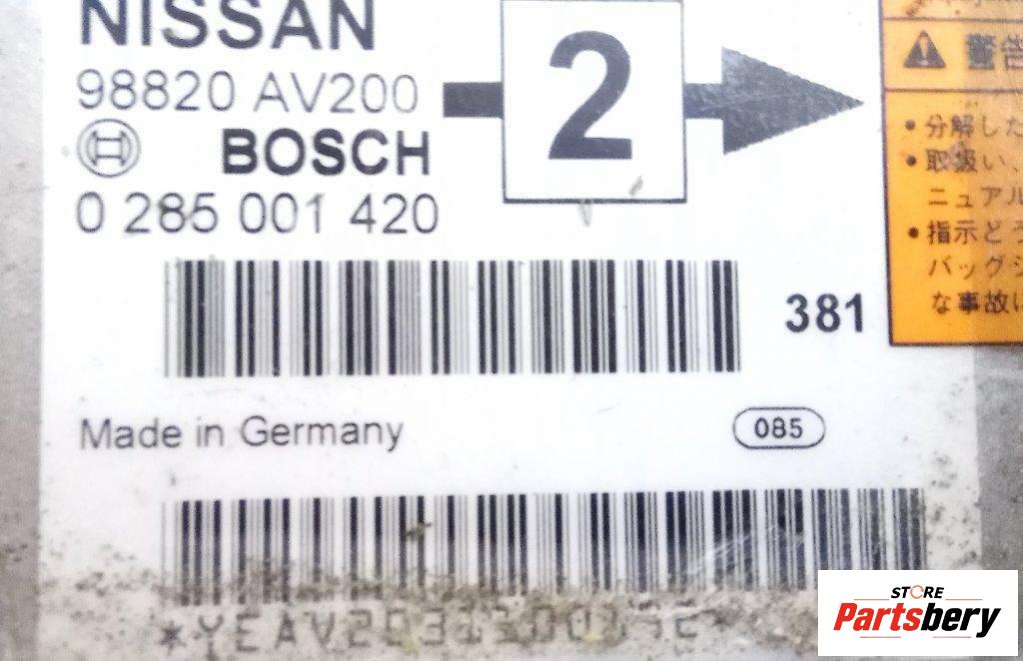 NISSAN
98820 AV200
BOSCH
0 285 001 420
2
警告
• 分解した
• 取扱い、
ニュアル
• 指示どう
バッグシ
な事故に
381
Made in Germany
085
STORE
Partsbery